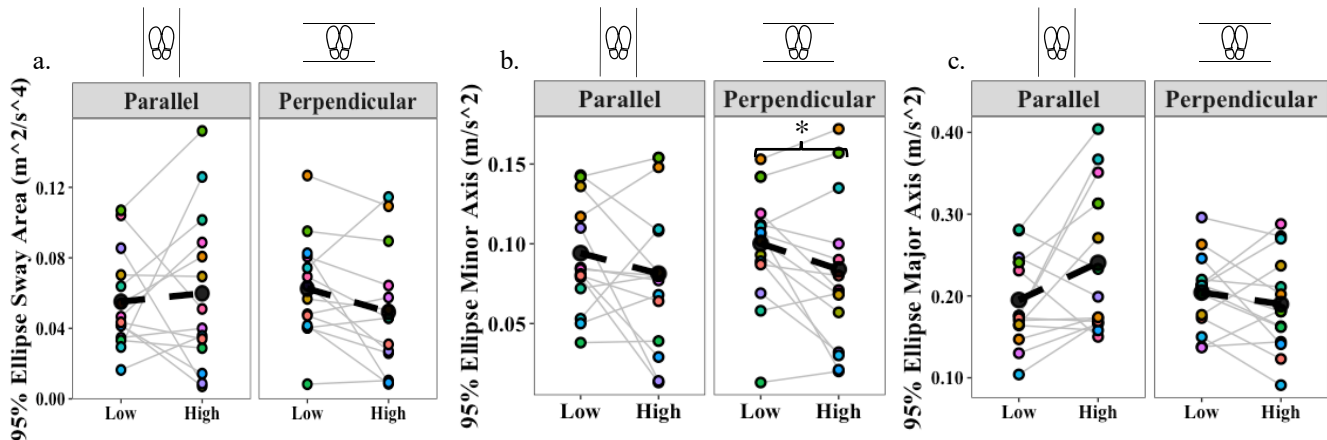 a.
95% Ellipse Sway Area (m^2/s^4)
Parallel
Perpendicular
0.12
0.08
0.04
0.00
Low
High
Low
High
b.
95% Ellipse Minor Axis (m/s^2)
Parallel
Perpendicular
*
0.15
0.10
0.05
Low
High
Low
High
c.
95% Ellipse Major Axis (m/s^2)
Parallel
Perpendicular
0.40
0.30
0.20
0.10
Low
High
Low
High